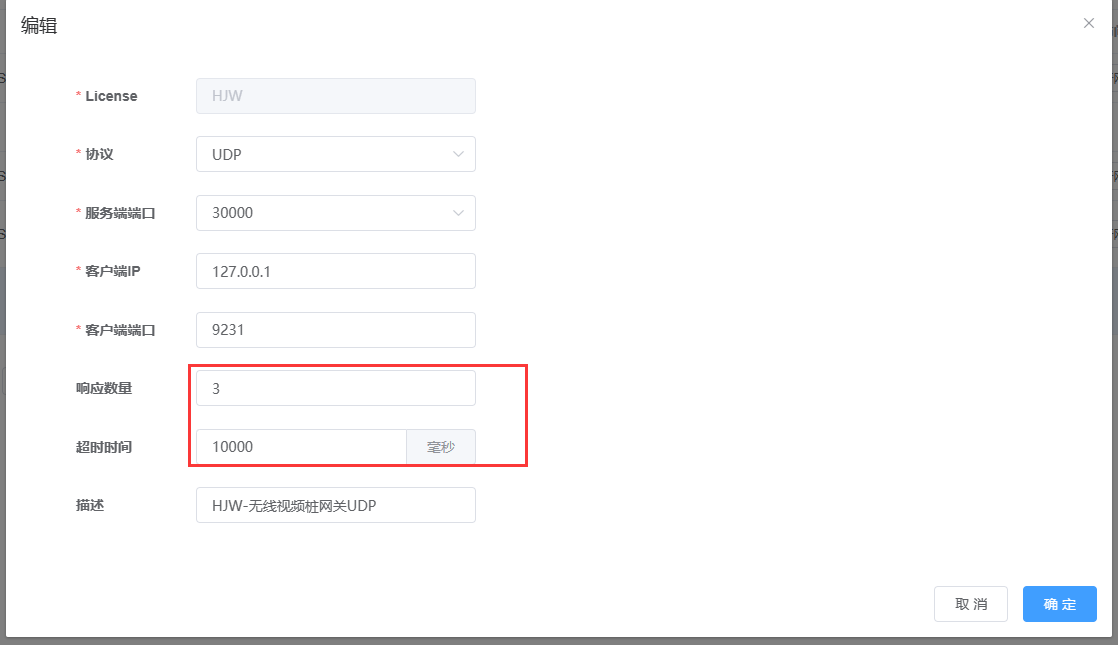 编辑
* License HJW
* 协议 UDP
* 服务端端口 30000
* 客户端IP 127.0.0.1
* 客户端端口 9231
响应数量 3
超时时间 10000 毫秒
描述 HJW-无线视频桩网关UDP
取消 确定